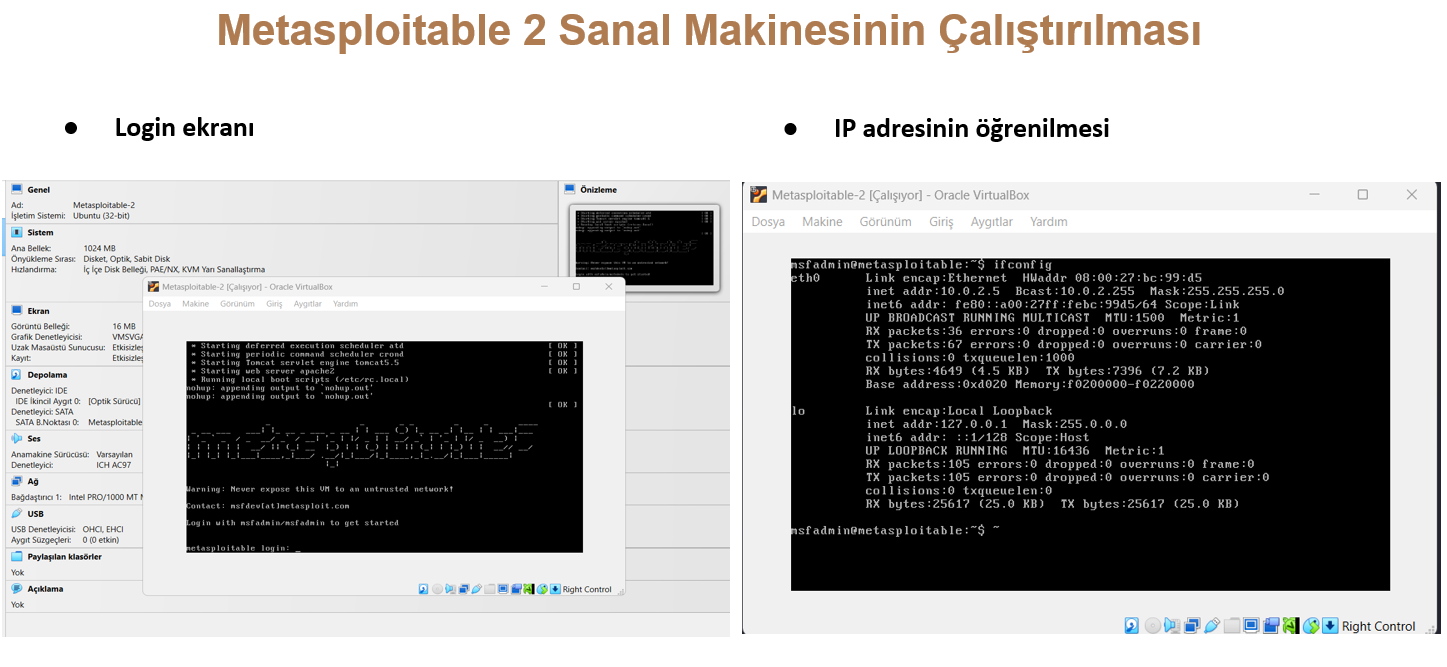 Metasploitable 2 Sanal Makinesinin Çalıştırılması
● Login ekranı
Genel
Ad: Metasploitable-2
İşletim Sistemi: Ubuntu (32-bit)
Sistem
Ana Bellek: 1024 MB
Önyükleme Sırası: Disket, Optik, Sabit Disk
Hızlandırma: İç İçe Disk Belleği, PAE/NX, KVM Yarı Sanallaştırma
Ekran
Görüntü Belleği: 16 MB
Grafik Denetleyicisi: VMSVGA
Uzak Masaüstü Sunucusu: Etkisizle
Kayıt: Etkisizle
Depolama
Denetleyici: IDE
IDE İkincil Aygıt 0: [Optik Sürücü]
Denetleyici: SATA
SATA B.Noktası 0: Metasploitable
Ses
Anamakine Sürücüsü: Varsayılan
Denetleyici: ICH AC97
Ağ
Bağdaştırıcı 1: Intel PRO/1000 MT
USB
USB Denetleyicisi: OHCI, EHCI
Aygıt Süzgeçleri: 0 (0 etkin)
Paylaşılan klasörler
Yok
Açıklama
Yok
Önizleme
Metasploitable-2 [Çalışıyor] - Oracle VirtualBox
Dosya Makine Görünüm Giriş Aygıtlar Yardım
* Starting deferred execution scheduler atd [ OK ]
* Starting periodic command scheduler crond [ OK ]
* Starting Tomcat servlet engine tomcat5.5 [ OK ]
* Starting web server apache2 [ OK ]
* Running local boot scripts (/etc/rc.local)
nohup: appending output to `nohup.out'
nohup: appending output to `nohup.out'
[ OK ]
metasploitable2
Warning: Never expose this VM to an untrusted network!
Contact: msfdev[at]metasploit.com
Login with msfadmin/msfadmin to get started
metasploitable login: _
Right Control
● IP adresinin öğrenilmesi
Metasploitable-2 [Çalışıyor] - Oracle VirtualBox
Dosya Makine Görünüm Giriş Aygıtlar Yardım
msfadmin@metasploitable:~$ ifconfig
eth0 Link encap:Ethernet HWaddr 08:00:27:bc:99:d5
inet addr:10.0.2.5 Bcast:10.0.2.255 Mask:255.255.255.0
inet6 addr: fe80::a00:27ff:febc:99d5/64 Scope:Link
UP BROADCAST RUNNING MULTICAST MTU:1500 Metric:1
RX packets:36 errors:0 dropped:0 overruns:0 frame:0
TX packets:67 errors:0 dropped:0 overruns:0 carrier:0
collisions:0 txqueuelen:1000
RX bytes:4649 (4.5 KB) TX bytes:7396 (7.2 KB)
Base address:0xd020 Memory:f0200000-f0220000
lo Link encap:Local Loopback
inet addr:127.0.0.1 Mask:255.0.0.0
inet6 addr: ::1/128 Scope:Host
UP LOOPBACK RUNNING MTU:16436 Metric:1
RX packets:105 errors:0 dropped:0 overruns:0 frame:0
TX packets:105 errors:0 dropped:0 overruns:0 carrier:0
collisions:0 txqueuelen:0
RX bytes:25617 (25.0 KB) TX bytes:25617 (25.0 KB)
msfadmin@metasploitable:~$ ~
Right Control